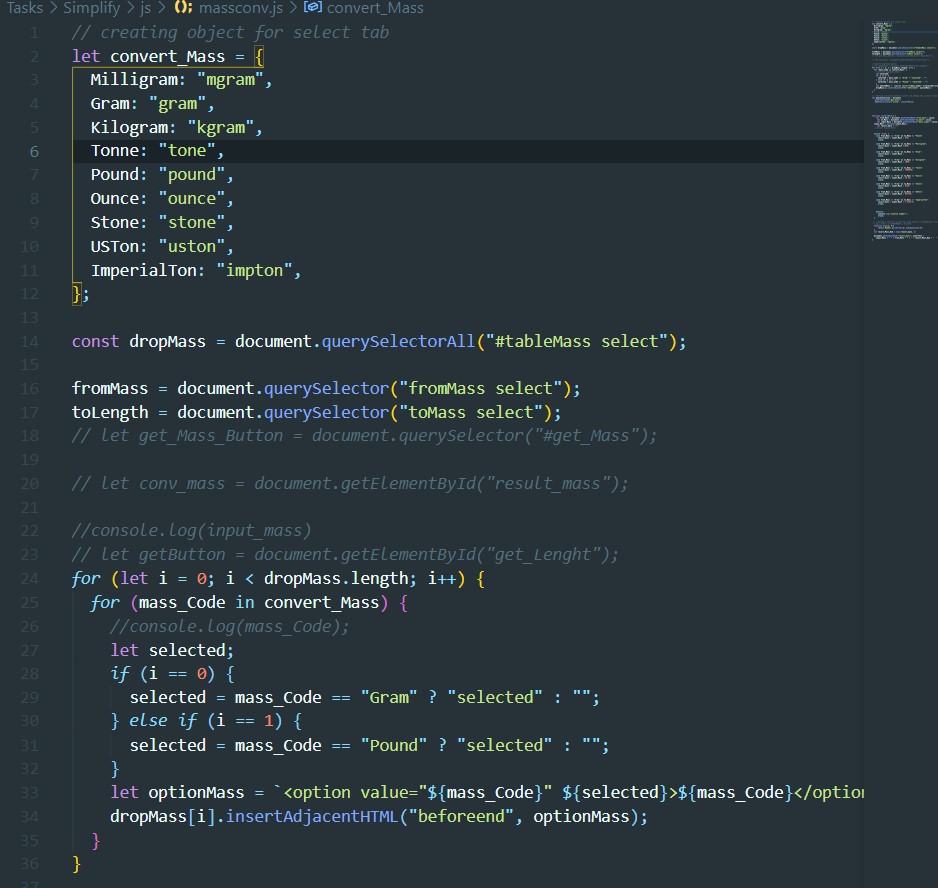 Tasks > Simplify > js > massconv.js > convert_Mass
1 // creating object for select tab
2 let convert_Mass = {
3 Milligram: "mgram",
4 Gram: "gram",
5 Kilogram: "kgram",
6 Tonne: "tone",
7 Pound: "pound",
8 Ounce: "ounce",
9 Stone: "stone",
10 USTon: "uston",
11 ImperialTon: "impton",
12 };
13
14 const dropMass = document.querySelectorAll("#tableMass select");
15
16 fromMass = document.querySelector("fromMass select");
17 toLength = document.querySelector("toMass select");
18 // let get_Mass_Button = document.querySelector("#get_Mass");
19
20 // let conv_mass = document.getElementById("result_mass");
21
22 //console.log(input_mass)
23 // let getButton = document.getElementById("get_Lenght");
24 for (let i = 0; i < dropMass.length; i++) {
25 for (mass_Code in convert_Mass) {
26 //console.log(mass_Code);
27 let selected;
28 if (i == 0) {
29 selected = mass_Code == "Gram" ? "selected" : "";
30 } else if (i == 1) {
31 selected = mass_Code == "Pound" ? "selected" : "";
32 }
33 let optionMass = `<option value="${mass_Code}" ${selected}>${mass_Code}</option
34 dropMass[i].insertAdjacentHTML("beforeend", optionMass);
35 }
36 }
37